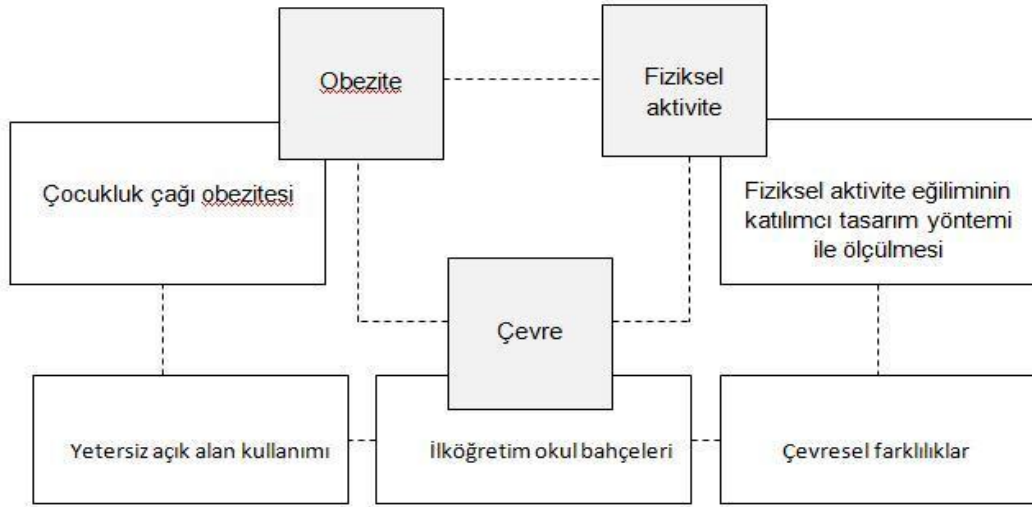 Obezite
Fiziksel
aktivite
Çocukluk çağı obezitesi
Fiziksel aktivite eğiliminin
katılımcı tasarım yöntemi
ile ölçülmesi
Çevre
Yetersiz açık alan kullanımı
İlköğretim okul bahçeleri
Çevresel farklılıklar